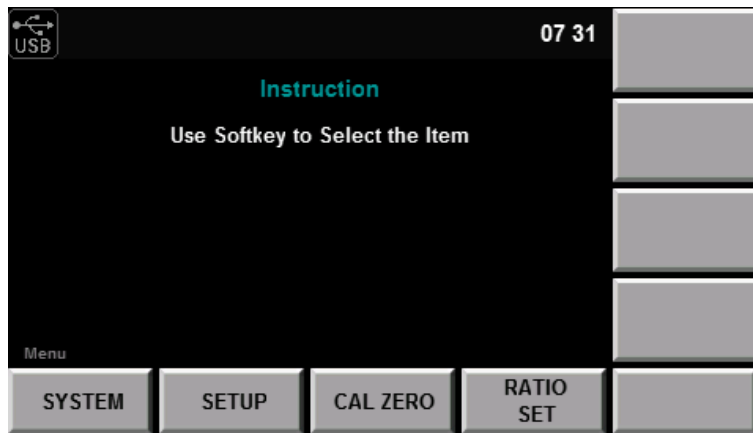 USB
07 31
Instruction
Use Softkey to Select the Item
Menu
SYSTEM
SETUP
CAL ZERO
RATIO
SET